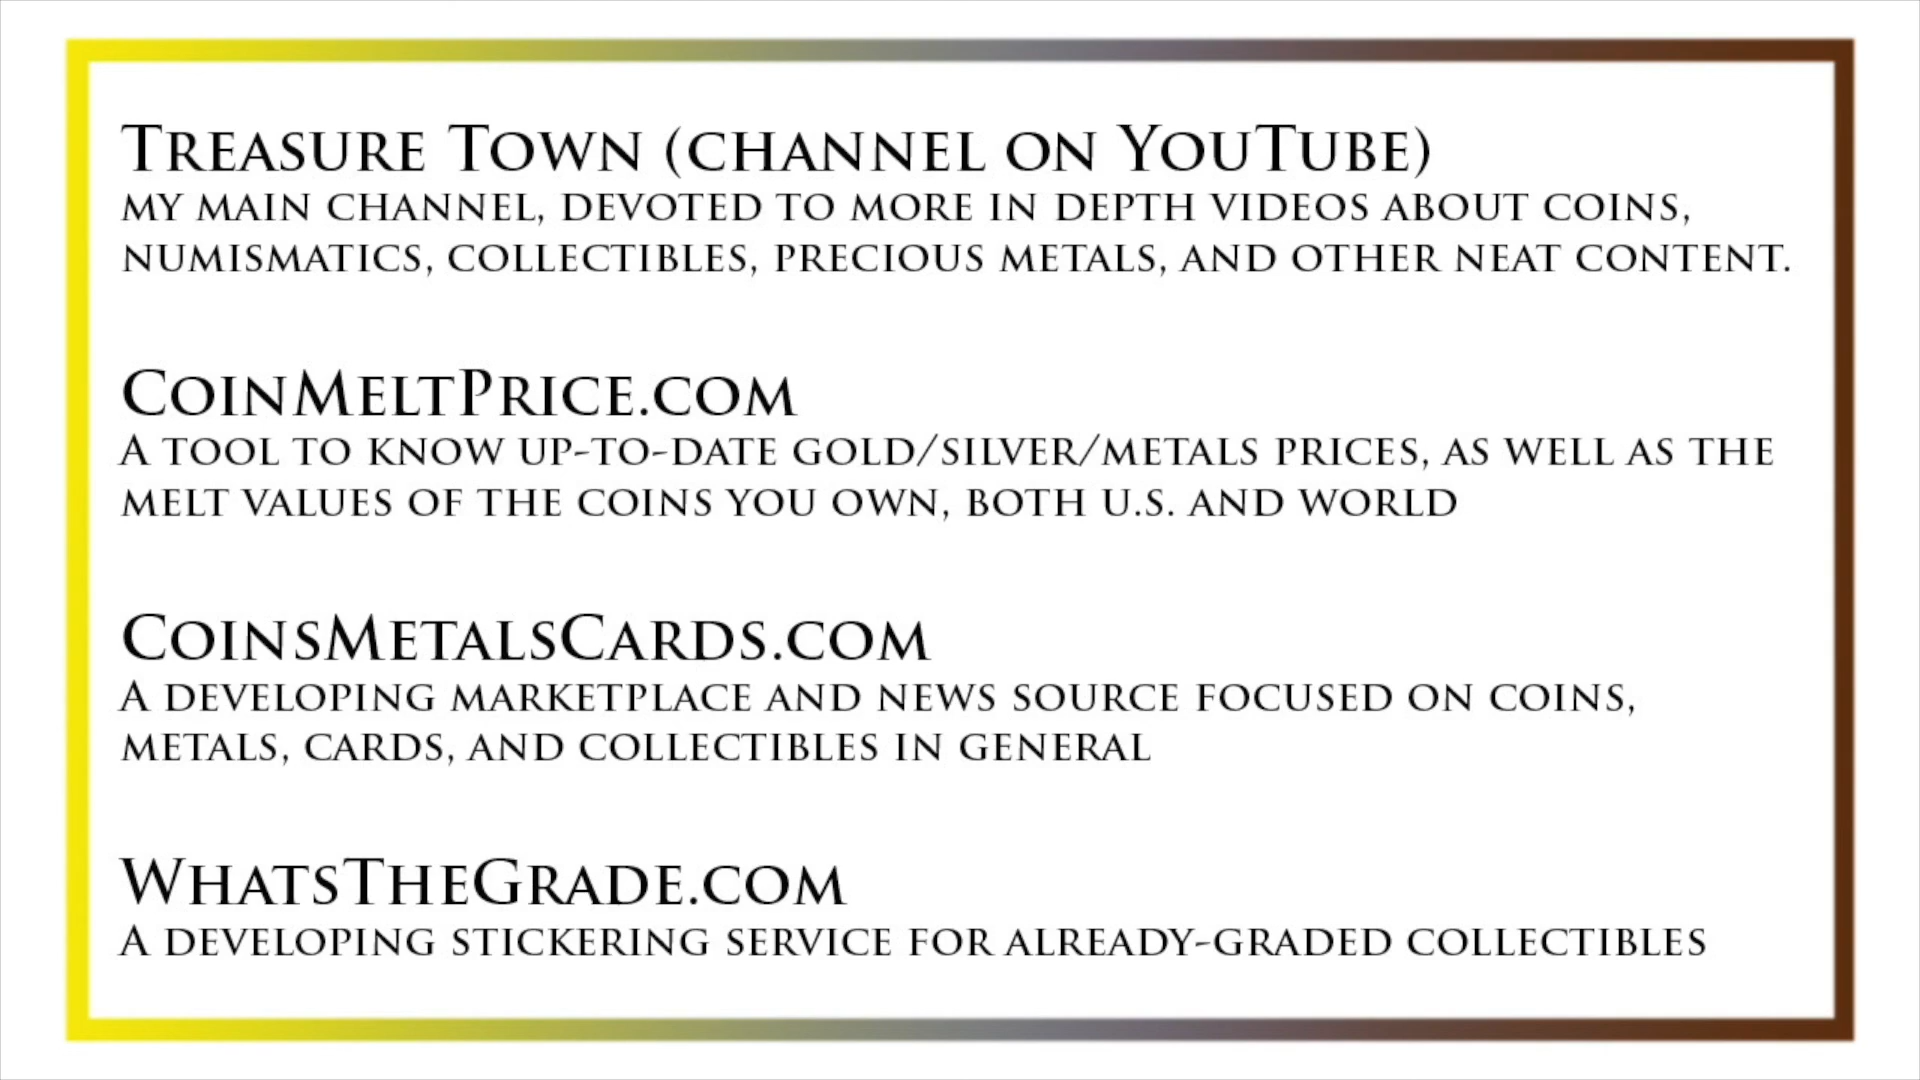 Treasure Town (channel on YouTube)
my main channel, devoted to more in depth videos about coins,
numismatics, collectibles, precious metals, and other neat content.
CoinMeltPrice.com
A tool to know up-to-date gold/silver/metals prices, as well as the
melt values of the coins you own, both U.S. and world
CoinsMetalsCards.com
A developing marketplace and news source focused on coins,
metals, cards, and collectibles in general
WhatsTheGrade.com
A developing stickering service for already-graded collectibles